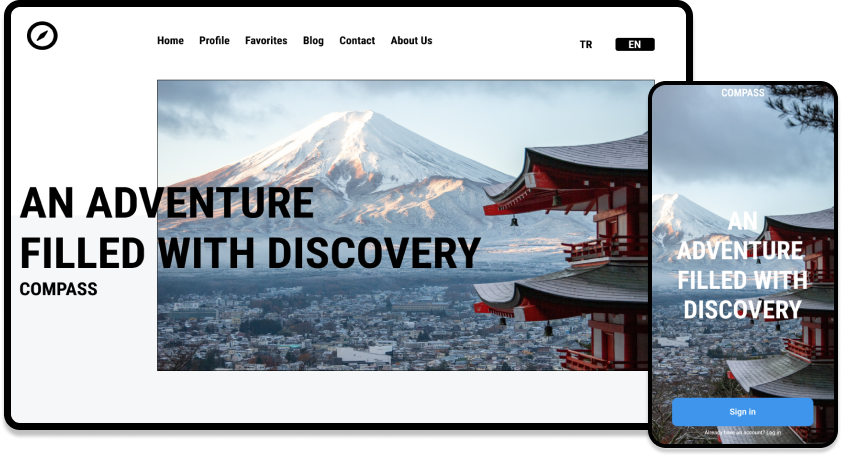 Home Profile Favorites Blog Contact About Us TR EN
AN ADVENTURE
FILLED WITH DISCOVERY
COMPASS
COMPASS
AN
ADVENTURE
FILLED WITH
DISCOVERY
Sign in
Already have an account? Log in